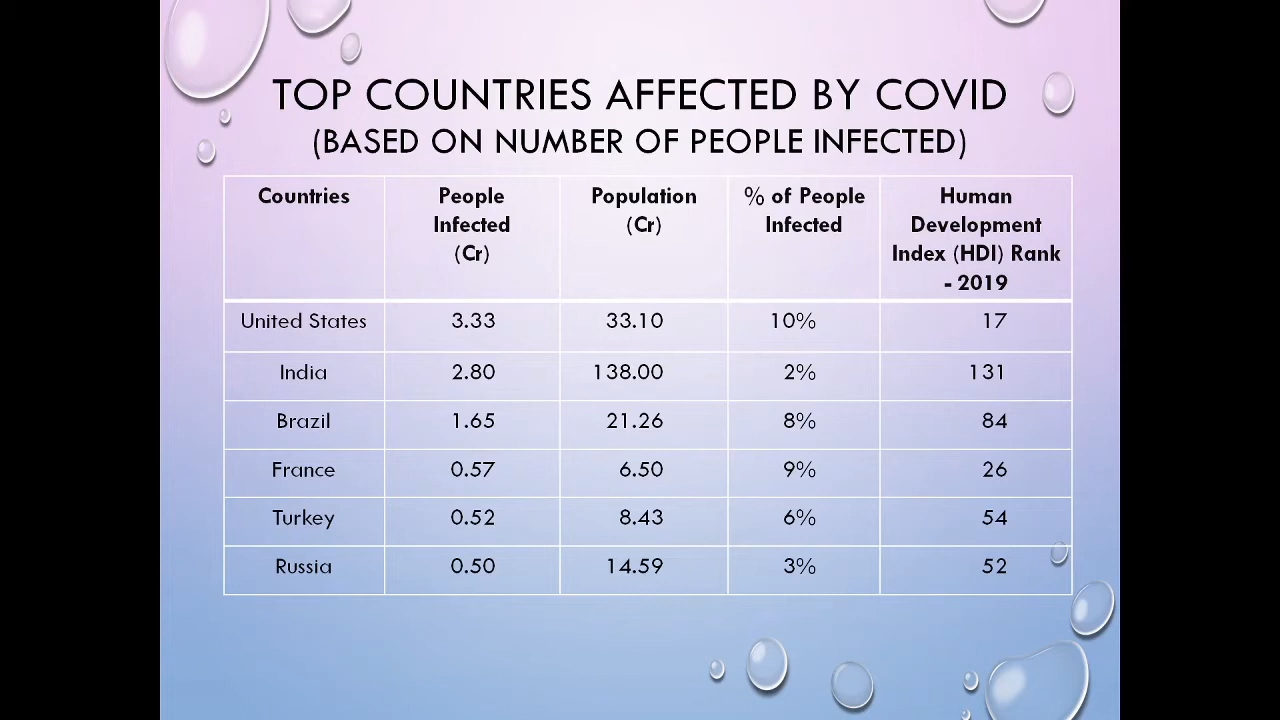 TOP COUNTRIES AFFECTED BY COVID
(BASED ON NUMBER OF PEOPLE INFECTED)
Countries People Infected (Cr) Population (Cr) % of People Infected Human Development Index (HDI) Rank - 2019
United States 3.33 33.10 10% 17
India 2.80 138.00 2% 131
Brazil 1.65 21.26 8% 84
France 0.57 6.50 9% 26
Turkey 0.52 8.43 6% 54
Russia 0.50 14.59 3% 52